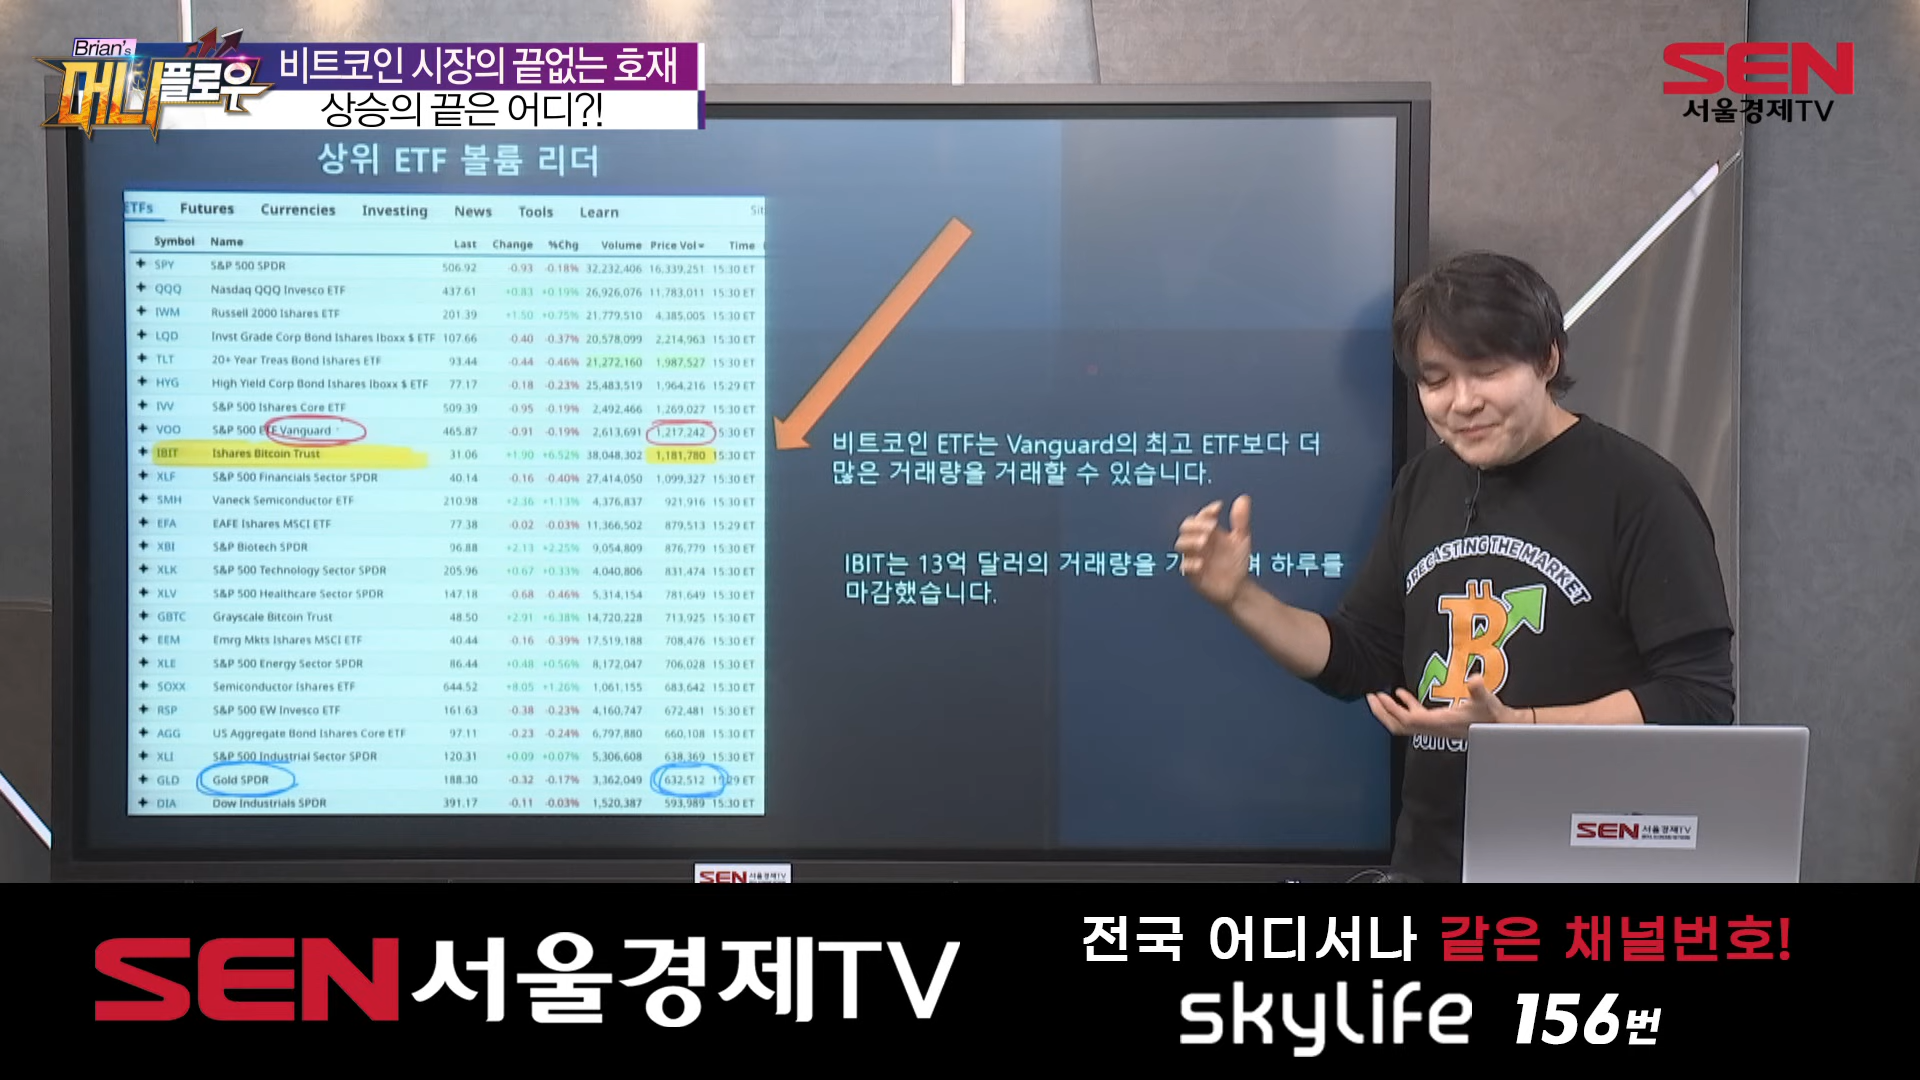 Brian's
머니플로우
비트코인 시장의 끝없는 호재
상승의 끝은 어디?!
SEN
서울경제TV
상위 ETF 볼륨 리더
ETFs Futures Currencies Investing News Tools Learn
Symbol Name Last Change %Chg Volume Price Vol Time
SPY S&P 500 SPDR 506.92 -0.93 -0.18% 32,232,406 16,339,251 15:30 ET
QQQ Nasdaq QQQ Invesco ETF 437.61 +0.83 +0.19% 26,926,076 11,783,011 15:30 ET
IWM Russell 2000 Ishares ETF 201.39 +1.50 +0.75% 21,779,510 4,385,005 15:30 ET
LQD Invst Grade Corp Bond Ishares Iboxx $ ETF 107.66 -0.40 -0.37% 20,578,099 2,214,963 15:30 ET
TLT 20+ Year Treas Bond Ishares ETF 93.44 -0.44 -0.46% 21,272,160 1,987,527 15:30 ET
HYG High Yield Corp Bond Ishares Iboxx $ ETF 77.17 -0.18 -0.23% 25,483,519 1,964,216 15:29 ET
IVV S&P 500 Ishares Core ETF 509.39 -0.95 -0.19% 2,492,466 1,269,027 15:30 ET
VOO S&P 500 ETF Vanguard 465.87 -0.91 -0.19% 2,613,691 1,217,242 5:30 ET
IBIT Ishares Bitcoin Trust 31.06 +1.90 +6.52% 38,048,302 1,181,780 15:30 ET
XLF S&P 500 Financials Sector SPDR 40.14 -0.16 -0.40% 27,414,050 1,099,327 15:30 ET
SMH Vaneck Semiconductor ETF 210.98 +2.36 +1.13% 4,376,837 921,916 15:30 ET
EFA EAFE Ishares MSCI ETF 77.38 -0.02 -0.03% 11,366,502 879,513 15:29 ET
XBI S&P Biotech SPDR 96.88 +2.13 +2.25% 9,054,809 876,779 15:30 ET
XLK S&P 500 Technology Sector SPDR 205.96 +0.67 +0.33% 4,040,806 831,474 15:30 ET
XLV S&P 500 Healthcare Sector SPDR 147.18 -0.68 -0.46% 5,314,154 781,649 15:30 ET
GBTC Grayscale Bitcoin Trust 48.50 +2.91 +6.38% 14,720,228 713,925 15:30 ET
EEM Emrg Mkts Ishares MSCI ETF 40.44 -0.16 -0.39% 17,519,188 708,476 15:30 ET
XLE S&P 500 Energy Sector SPDR 86.44 +0.48 +0.56% 8,172,047 706,028 15:30 ET
SOXX Semiconductor Ishares ETF 644.52 +8.05 +1.26% 1,061,155 683,642 15:30 ET
RSP S&P 500 EW Invesco ETF 161.63 -0.38 -0.23% 4,160,747 672,481 15:30 ET
AGG US Aggregate Bond Ishares Core ETF 97.11 -0.23 -0.24% 6,797,880 660,108 15:30 ET
XLI S&P 500 Industrial Sector SPDR 120.31 +0.09 +0.07% 5,306,608 638,369 15:30 ET
GLD Gold SPDR 188.30 -0.32 -0.17% 3,362,049 632,512 15:29 ET
DIA Dow Industrials SPDR 391.17 -0.11 -0.03% 1,520,387 593,989 15:30 ET
비트코인 ETF는 Vanguard의 최고 ETF보다 더
많은 거래량을 거래할 수 있습니다.
IBIT는 13억 달러의 거래량을 하루를
마감했습니다.
THE MARKET
SEN 서울경제TV
SEN 서울경제TV
SEN 서울경제TV
전국 어디서나 같은 채널번호!
skylife 156번